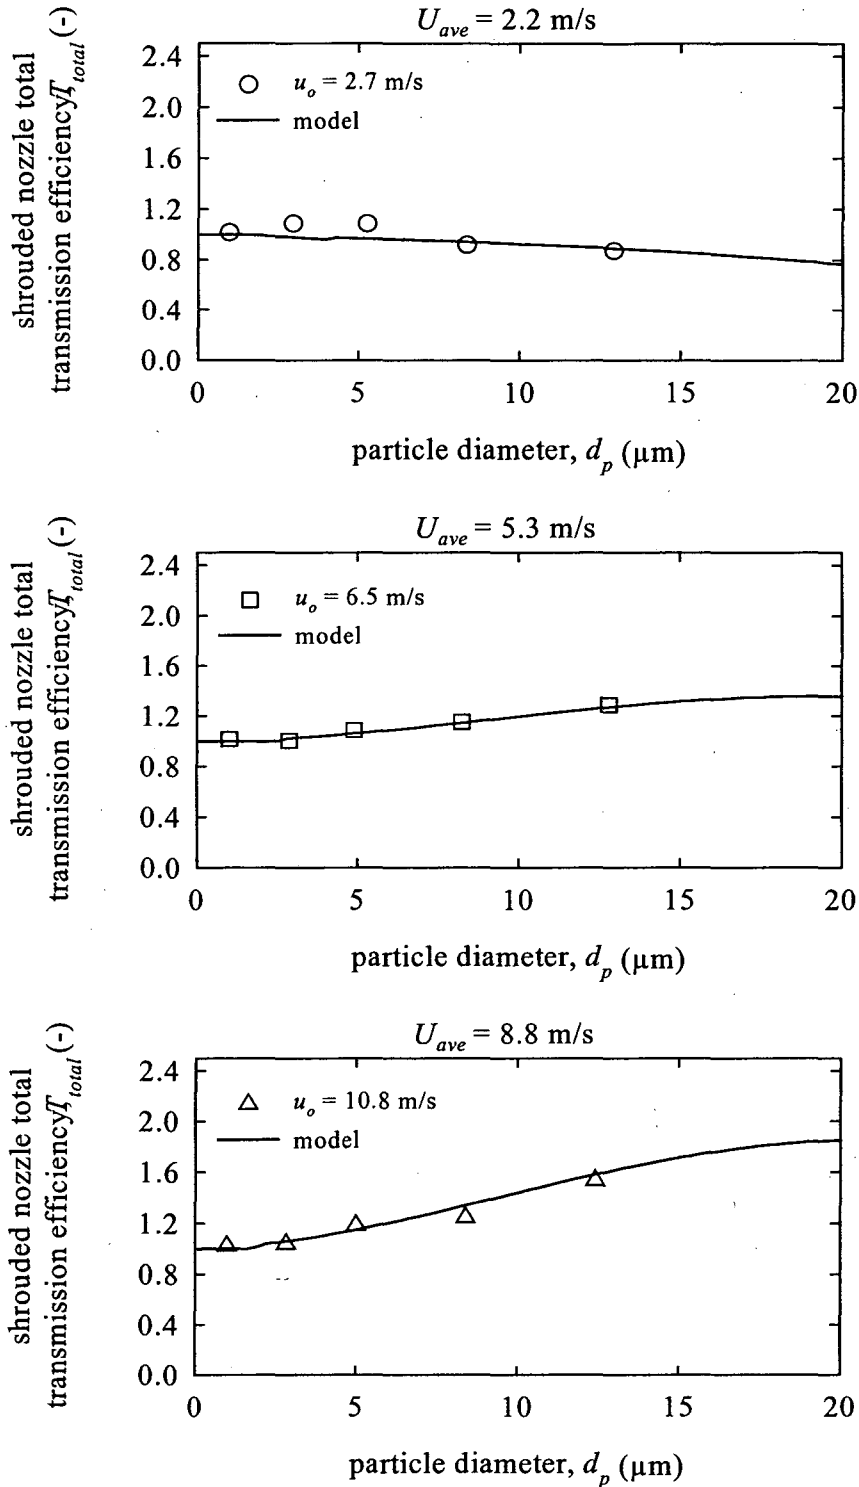 U_ave = 2.2 m/s
shrouded nozzle total
transmission efficiency T_total (-)
2.4
2.0
1.6
1.2
0.8
0.4
0.0
u_o = 2.7 m/s
model
0 5 10 15 20
particle diameter, d_p (µm)
U_ave = 5.3 m/s
shrouded nozzle total
transmission efficiency T_total (-)
2.4
2.0
1.6
1.2
0.8
0.4
0.0
u_o = 6.5 m/s
model
0 5 10 15 20
particle diameter, d_p (µm)
U_ave = 8.8 m/s
shrouded nozzle total
transmission efficiency T_total (-)
2.4
2.0
1.6
1.2
0.8
0.4
0.0
u_o = 10.8 m/s
model
0 5 10 15 20
particle diameter, d_p (µm)